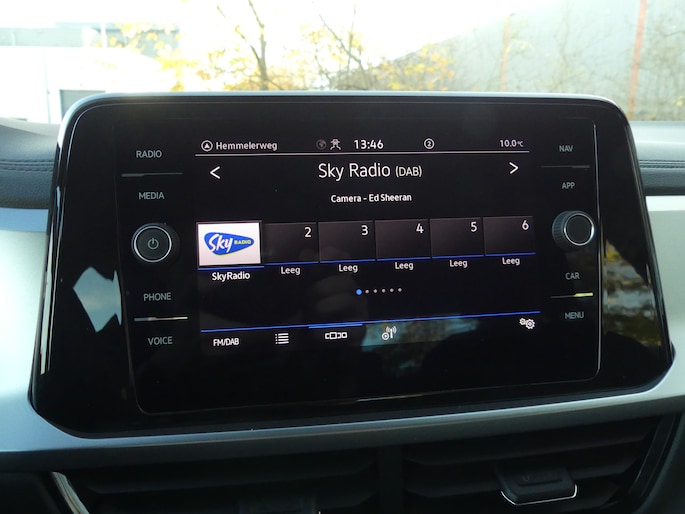 RADIO
MEDIA
PHONE
VOICE
Hemmelerweg 13:46 2 10.0°C
< Sky Radio (DAB) >
Camera - Ed Sheeran
Sky RADIO 2 3 4 5 6
SkyRadio Leeg Leeg Leeg Leeg Leeg
FM/DAB
NAV
APP
CAR
MENU